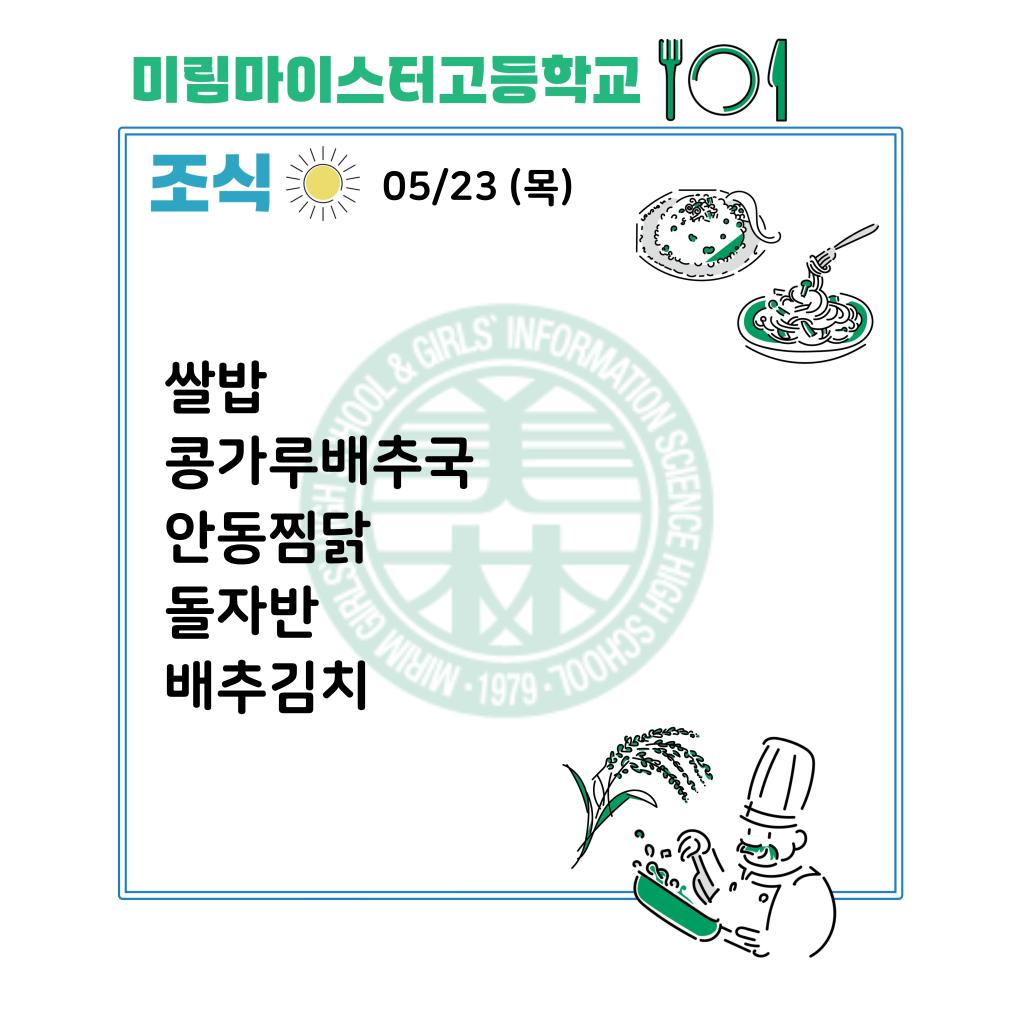 미림마이스터고등학교
조식 05/23 (목)
쌀밥
콩가루배추국
안동찜닭
돌자반
배추김치
MIRIM GIRLS' HIGH SCHOOL & GIRLS' INFORMATION SCIENCE HIGH SCHOOL · 1979 ·
美林